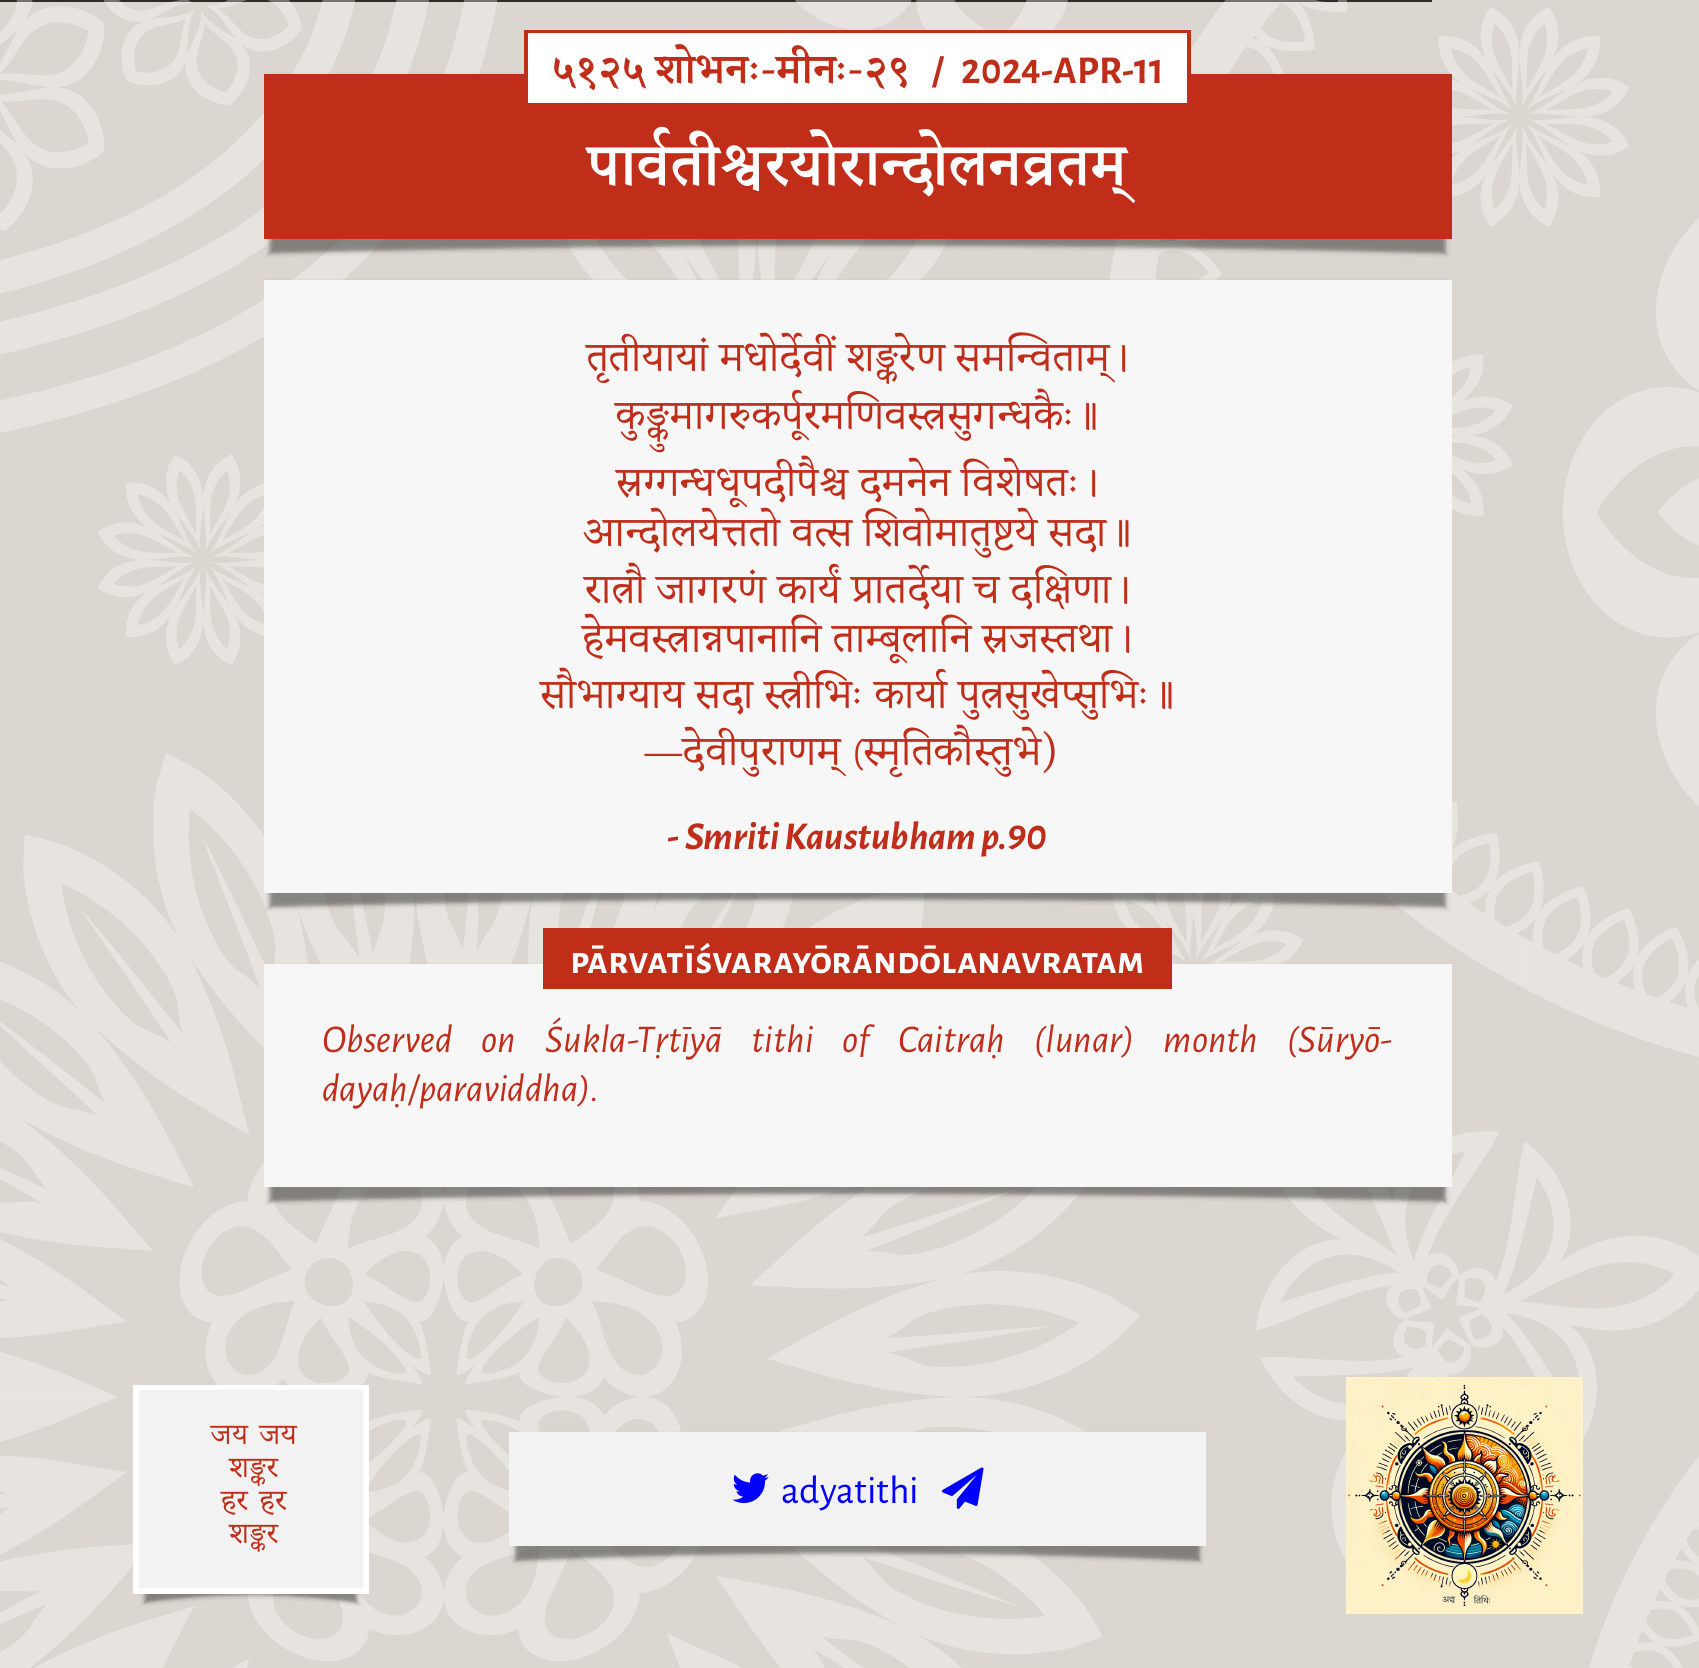 ५१२५ शोभनः-मीनः-२९ / 2024-APR-11
पार्वतीश्वरयोरान्दोलनव्रतम्
तृतीयायां मधोर्देवीं शङ्करेण समन्विताम्।
कुङ्कुमागरुकर्पूरमणिवस्त्रसुगन्धकैः॥
स्रग्गन्धधूपदीपैश्च दमनेन विशेषतः।
आन्दोलयेत्ततो वत्स शिवोमातुष्टये सदा॥
रात्रौ जागरणं कार्यं प्रातर्देया च दक्षिणा।
हेमवस्त्रान्नपानानि ताम्बूलानि स्रजस्तथा।
सौभाग्याय सदा स्त्रीभिः कार्या पुत्रसुखेप्सुभिः॥
—देवीपुराणम् (स्मृतिकौस्तुभे)
- Smriti Kaustubham p.90
PĀRVATĪŚVARAYŌRĀNDŌLANAVRATAM
Observed on Śukla-Tṛtīyā tithi of Caitraḥ (lunar) month (Sūryō-
dayaḥ/paraviddha).
जय जय
शङ्कर
हर हर
शङ्कर
adyatithi
अद्य तिथिः